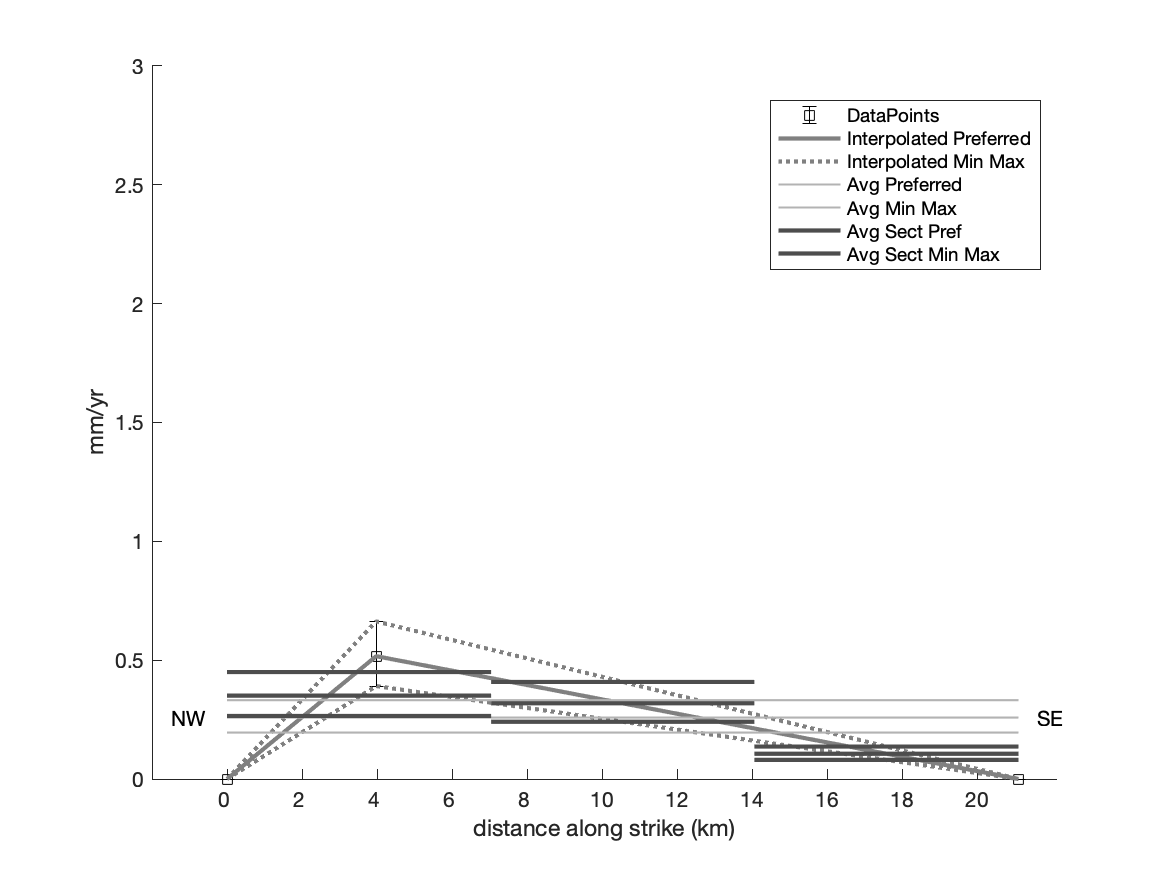 3
2.5
2
1.5
1
0.5
0
mm/yr
DataPoints
Interpolated Preferred
Interpolated Min Max
Avg Preferred
Avg Min Max
Avg Sect Pref
Avg Sect Min Max
NW
SE
0 2 4 6 8 10 12 14 16 18 20
distance along strike (km)